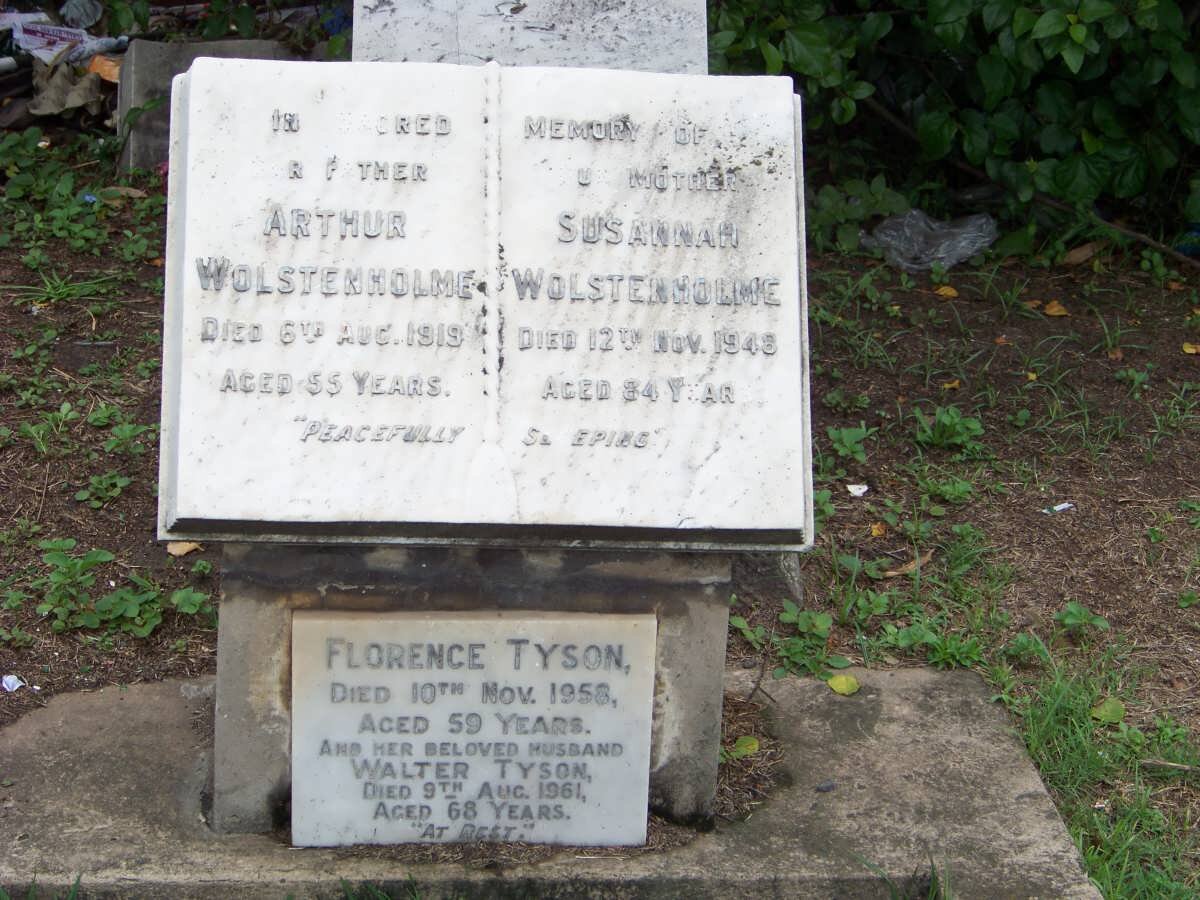 IN SACRED
R F THER
ARTHUR
WOLSTENHOLME
DIED 6TH AUG. 1919
AGED 55 YEARS.
"PEACEFULLY
MEMORY OF
U MOTHER
SUSANNAH
WOLSTENHOLME
DIED 12TH NOV. 1948
AGED 84 Y AR
SL EPING"
FLORENCE TYSON,
DIED 10TH NOV. 1958,
AGED 59 YEARS.
AND HER BELOVED HUSBAND
WALTER TYSON,
DIED 9TH AUG. 1961,
AGED 68 YEARS.
"AT REST."